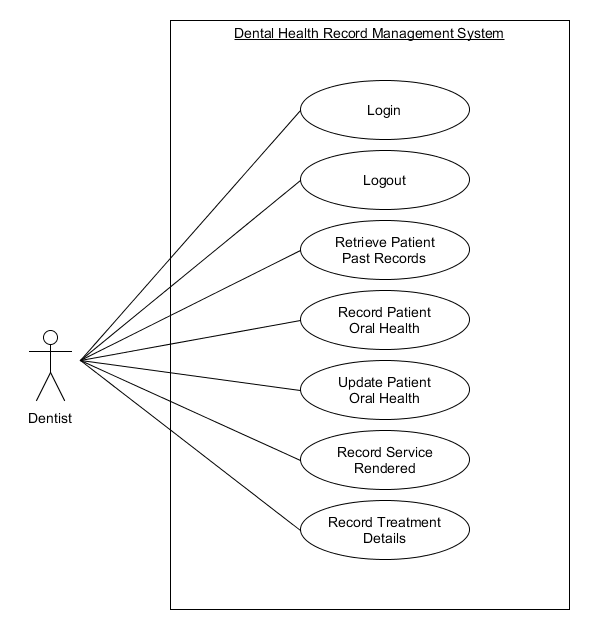 Dental Health Record Management System
Login
Logout
Retrieve Patient
Past Records
Record Patient
Oral Health
Update Patient
Oral Health
Record Service
Rendered
Record Treatment
Details
Dentist